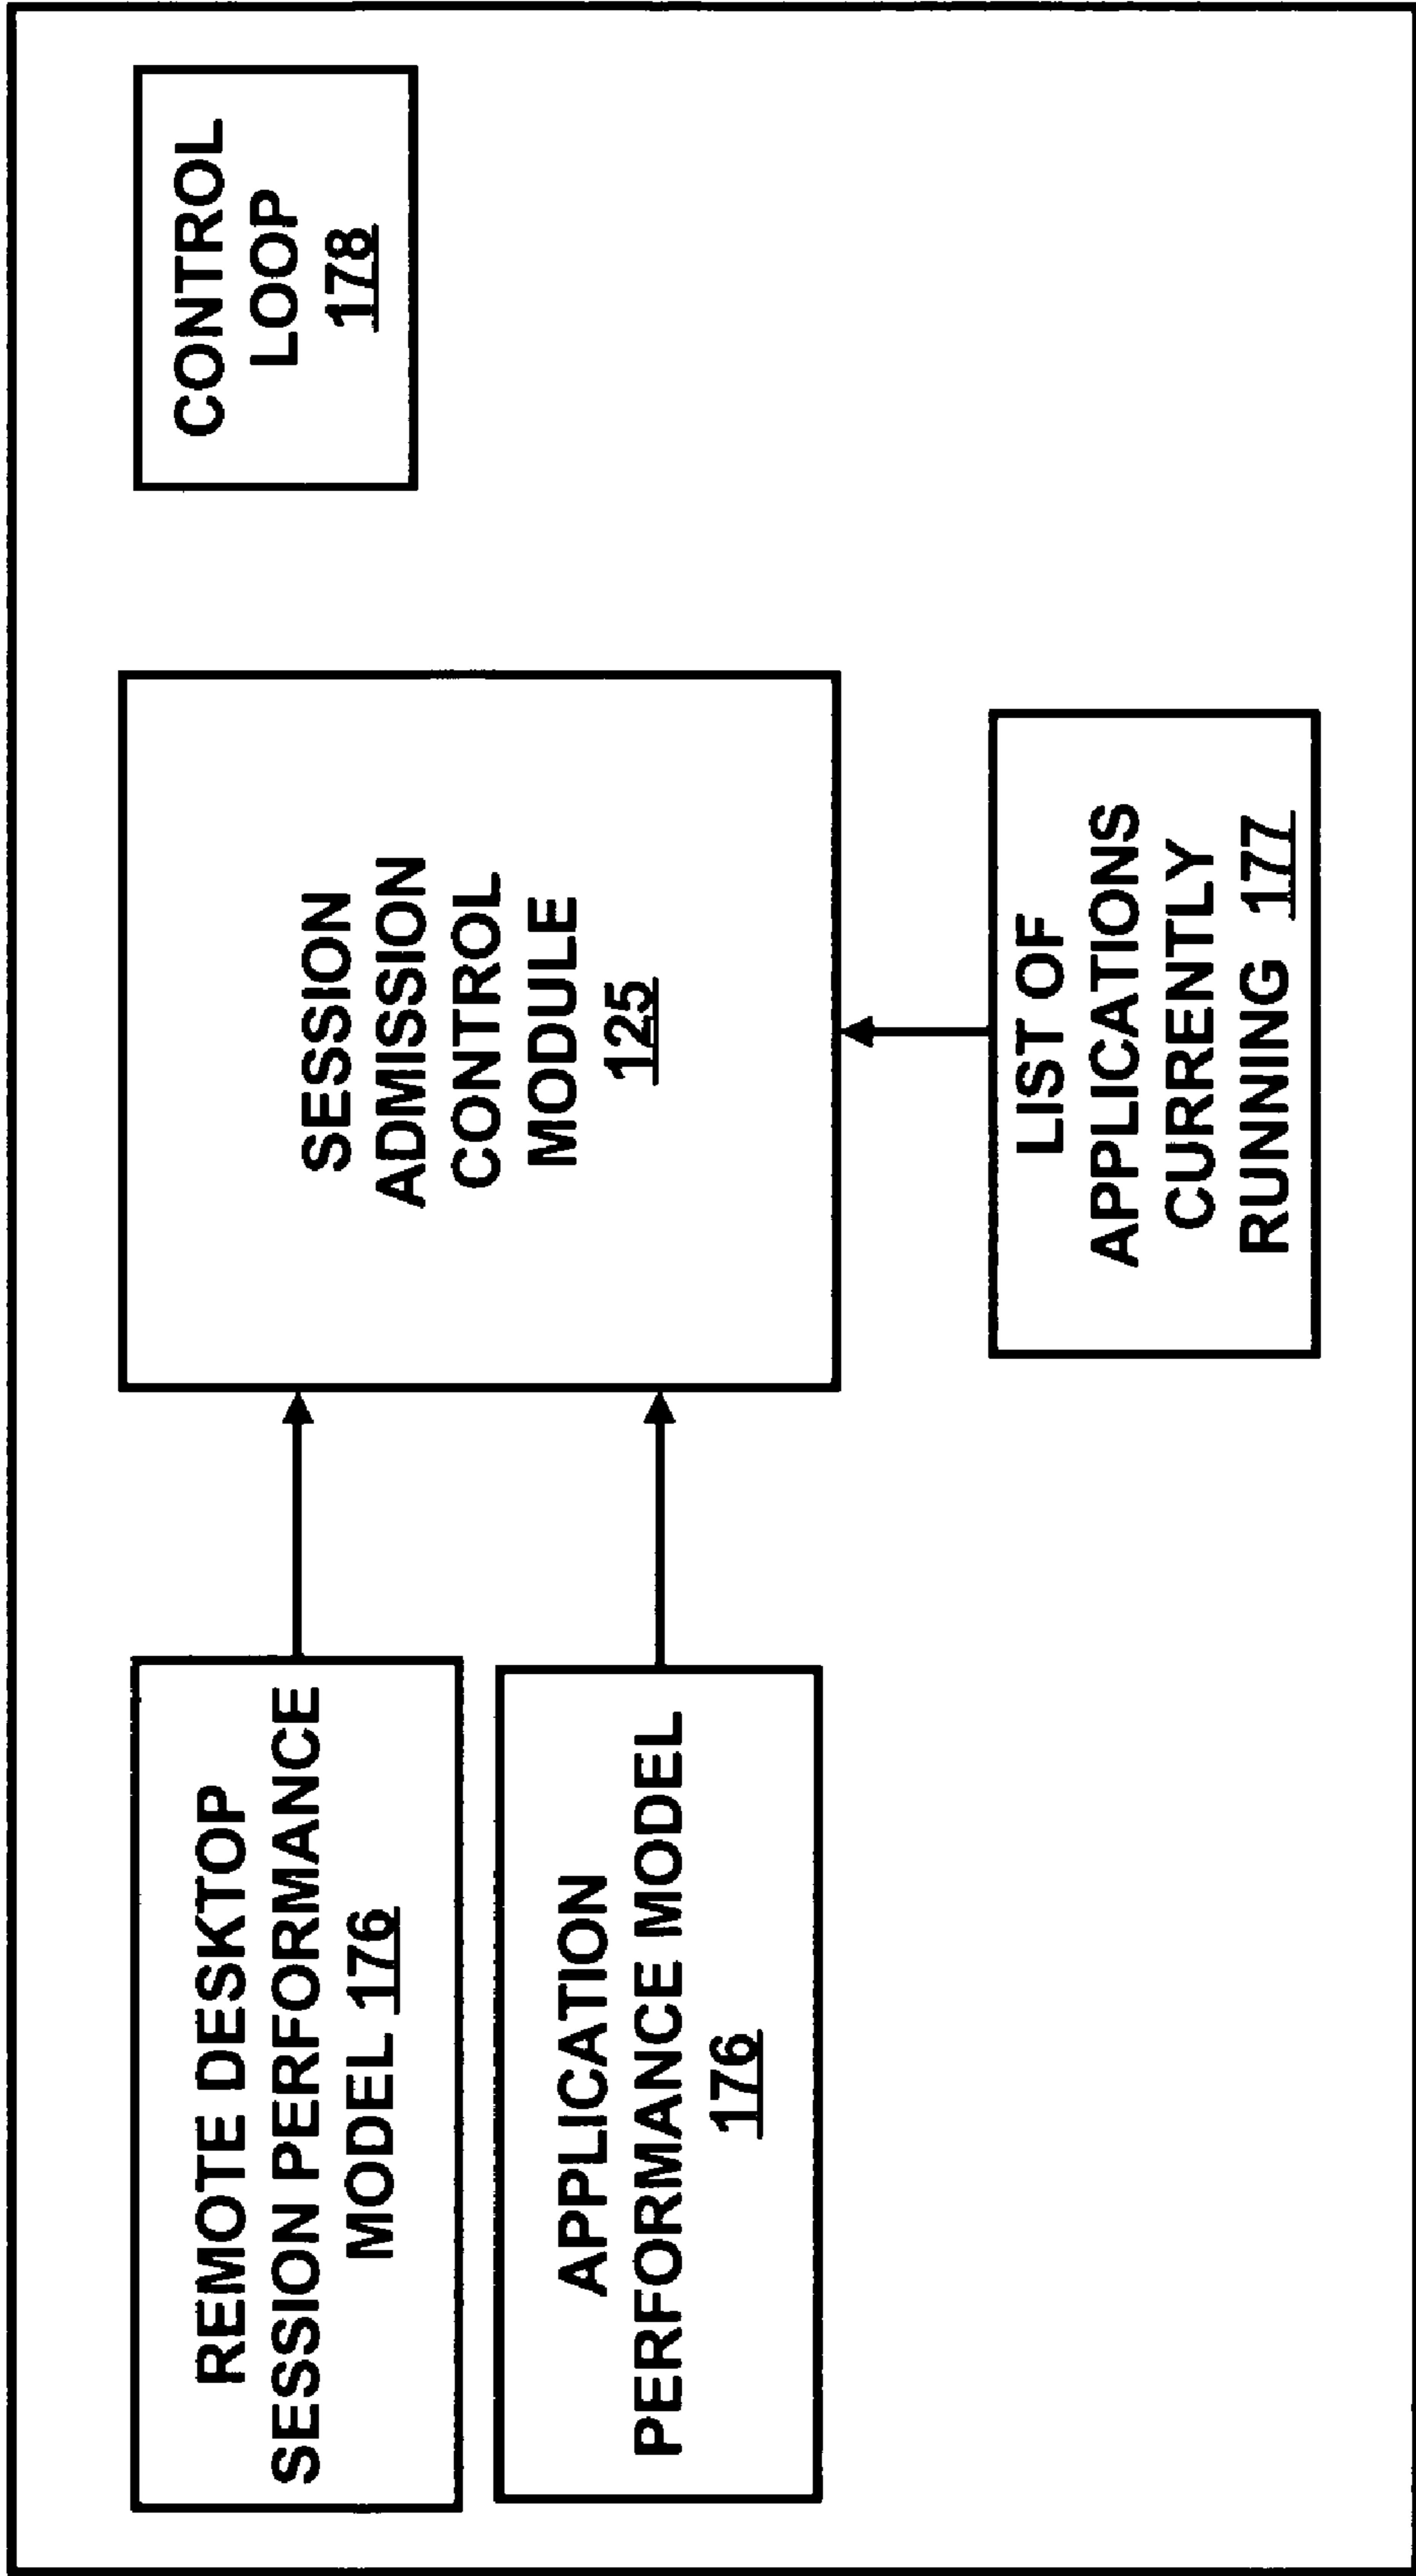 REMOTE DESKTOP
SESSION PERFORMANCE
MODEL 176
APPLICATION
PERFORMANCE MODEL
176
SESSION
ADMISSION
CONTROL
MODULE
125
LIST OF
APPLICATIONS
CURRENTLY
RUNNING 177
CONTROL
LOOP
178